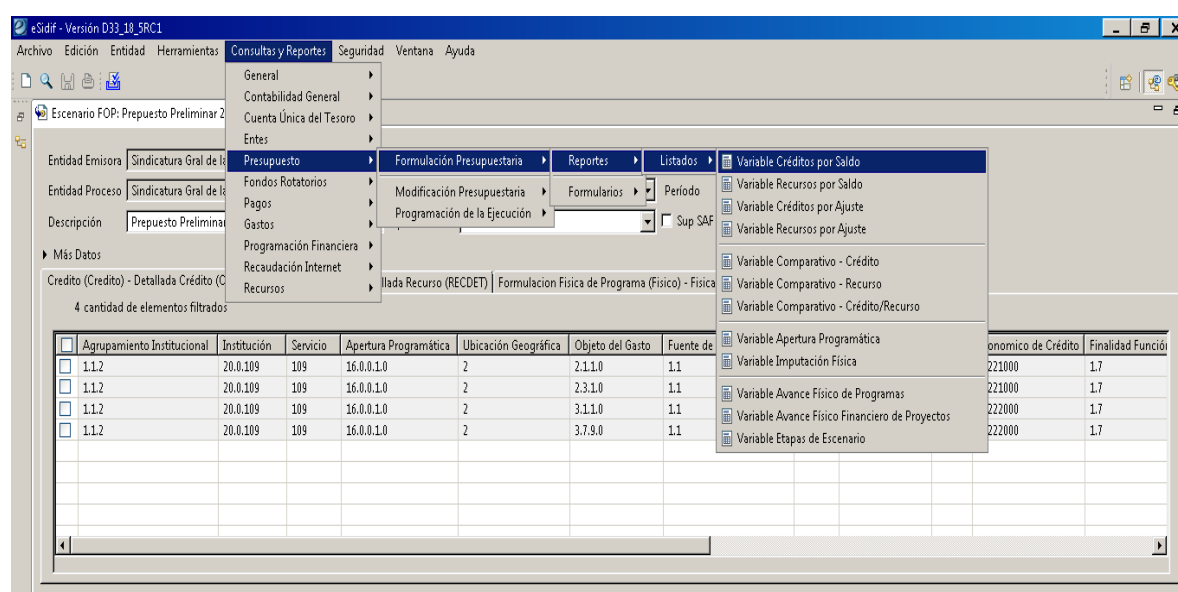 eSidif - Versión D33_18_5RC1
Archivo Edición Entidad Herramientas Consultas y Reportes Seguridad Ventana Ayuda
General
Contabilidad General
Cuenta Única del Tesoro
Entes
Presupuesto
Fondos Rotatorios
Pagos
Gastos
Programación Financiera
Recaudación Internet
Recursos
Formulación Presupuestaria
Modificación Presupuestaria
Programación de la Ejecución
Reportes
Formularios
Listados
Variable Créditos por Saldo
Variable Recursos por Saldo
Variable Créditos por Ajuste
Variable Recursos por Ajuste
Variable Comparativo - Crédito
Variable Comparativo - Recurso
Variable Comparativo - Crédito/Recurso
Variable Apertura Programática
Variable Imputación Física
Variable Avance Físico de Programas
Variable Avance Físico Financiero de Proyectos
Variable Etapas de Escenario
Escenario FOP: Prepuesto Preliminar 2
Entidad Emisora Sindicatura Gral de la
Entidad Proceso Sindicatura Gral de la Período
Descripción Prepuesto Preliminar Sup SAF
Más Datos
Credito (Credito) - Detallada Crédito (C llada Recurso (RECDET) Formulacion Fisica de Programa (Fisico) - Fisica
4 cantidad de elementos filtrados
Agrupamiento Institucional Institución Servicio Apertura Programática Ubicación Geográfica Objeto del Gasto Fuente de onomico de Crédito Finalidad Función
1.1.2 20.0.109 109 16.0.0.1.0 2 2.1.1.0 1.1 221000 1.7
1.1.2 20.0.109 109 16.0.0.1.0 2 2.3.1.0 1.1 221000 1.7
1.1.2 20.0.109 109 16.0.0.1.0 2 3.1.1.0 1.1 222000 1.7
1.1.2 20.0.109 109 16.0.0.1.0 2 3.7.9.0 1.1 222000 1.7